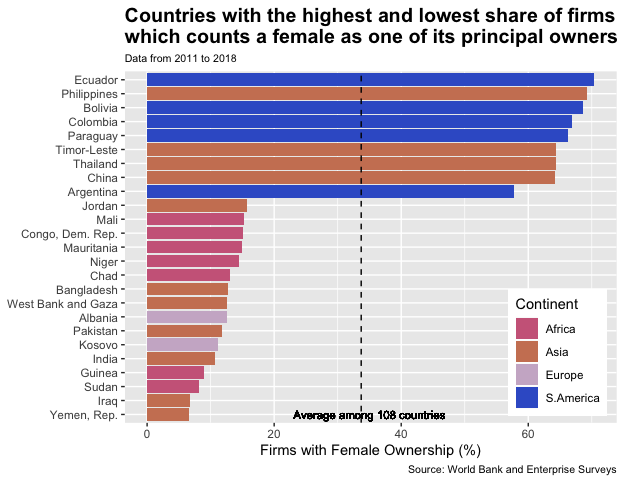 Countries with the highest and lowest share of firms
which counts a female as one of its principal owners
Data from 2011 to 2018
Ecuador
Philippines
Bolivia
Colombia
Paraguay
Timor-Leste
Thailand
China
Argentina
Jordan
Mali
Congo, Dem. Rep.
Mauritania
Niger
Chad
Bangladesh
West Bank and Gaza
Albania
Pakistan
Kosovo
India
Guinea
Sudan
Iraq
Yemen, Rep.
Continent
Africa
Asia
Europe
S.America
Average among 108 countries
0 20 40 60
Firms with Female Ownership (%)
Source: World Bank and Enterprise Surveys